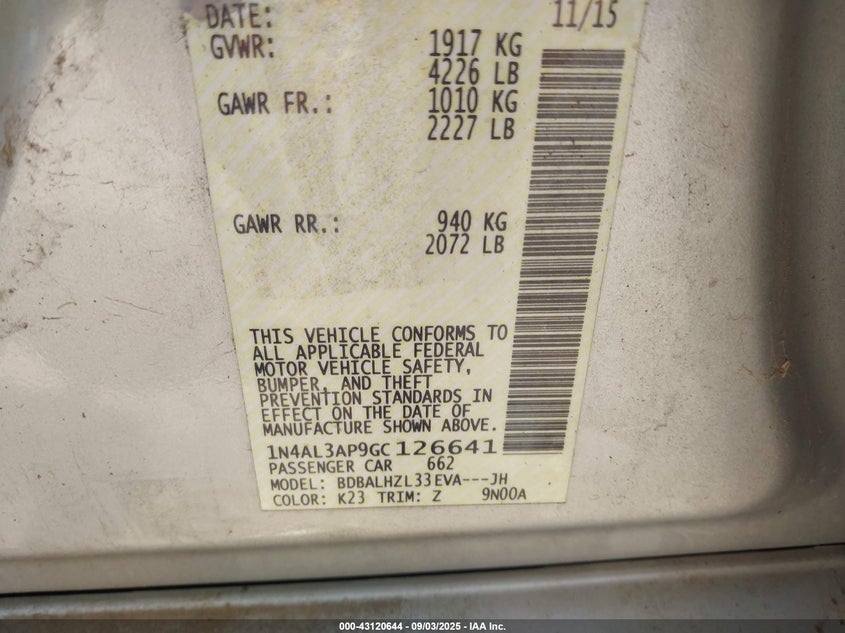 DATE: 11/15
GVWR: 1917 KG
4226 LB
GAWR FR.: 1010 KG
2227 LB
GAWR RR.: 940 KG
2072 LB
THIS VEHICLE CONFORMS TO
ALL APPLICABLE FEDERAL
MOTOR VEHICLE SAFETY,
BUMPER, AND THEFT
PREVENTION STANDARDS IN
EFFECT ON THE DATE OF
MANUFACTURE SHOWN ABOVE.
1N4AL3AP9GC126641
PASSENGER CAR 662
MODEL: BDBALHZL33EVA---JH
COLOR: K23 TRIM: Z 9N00A
000-43120644 - 09/03/2025 - IAA Inc.